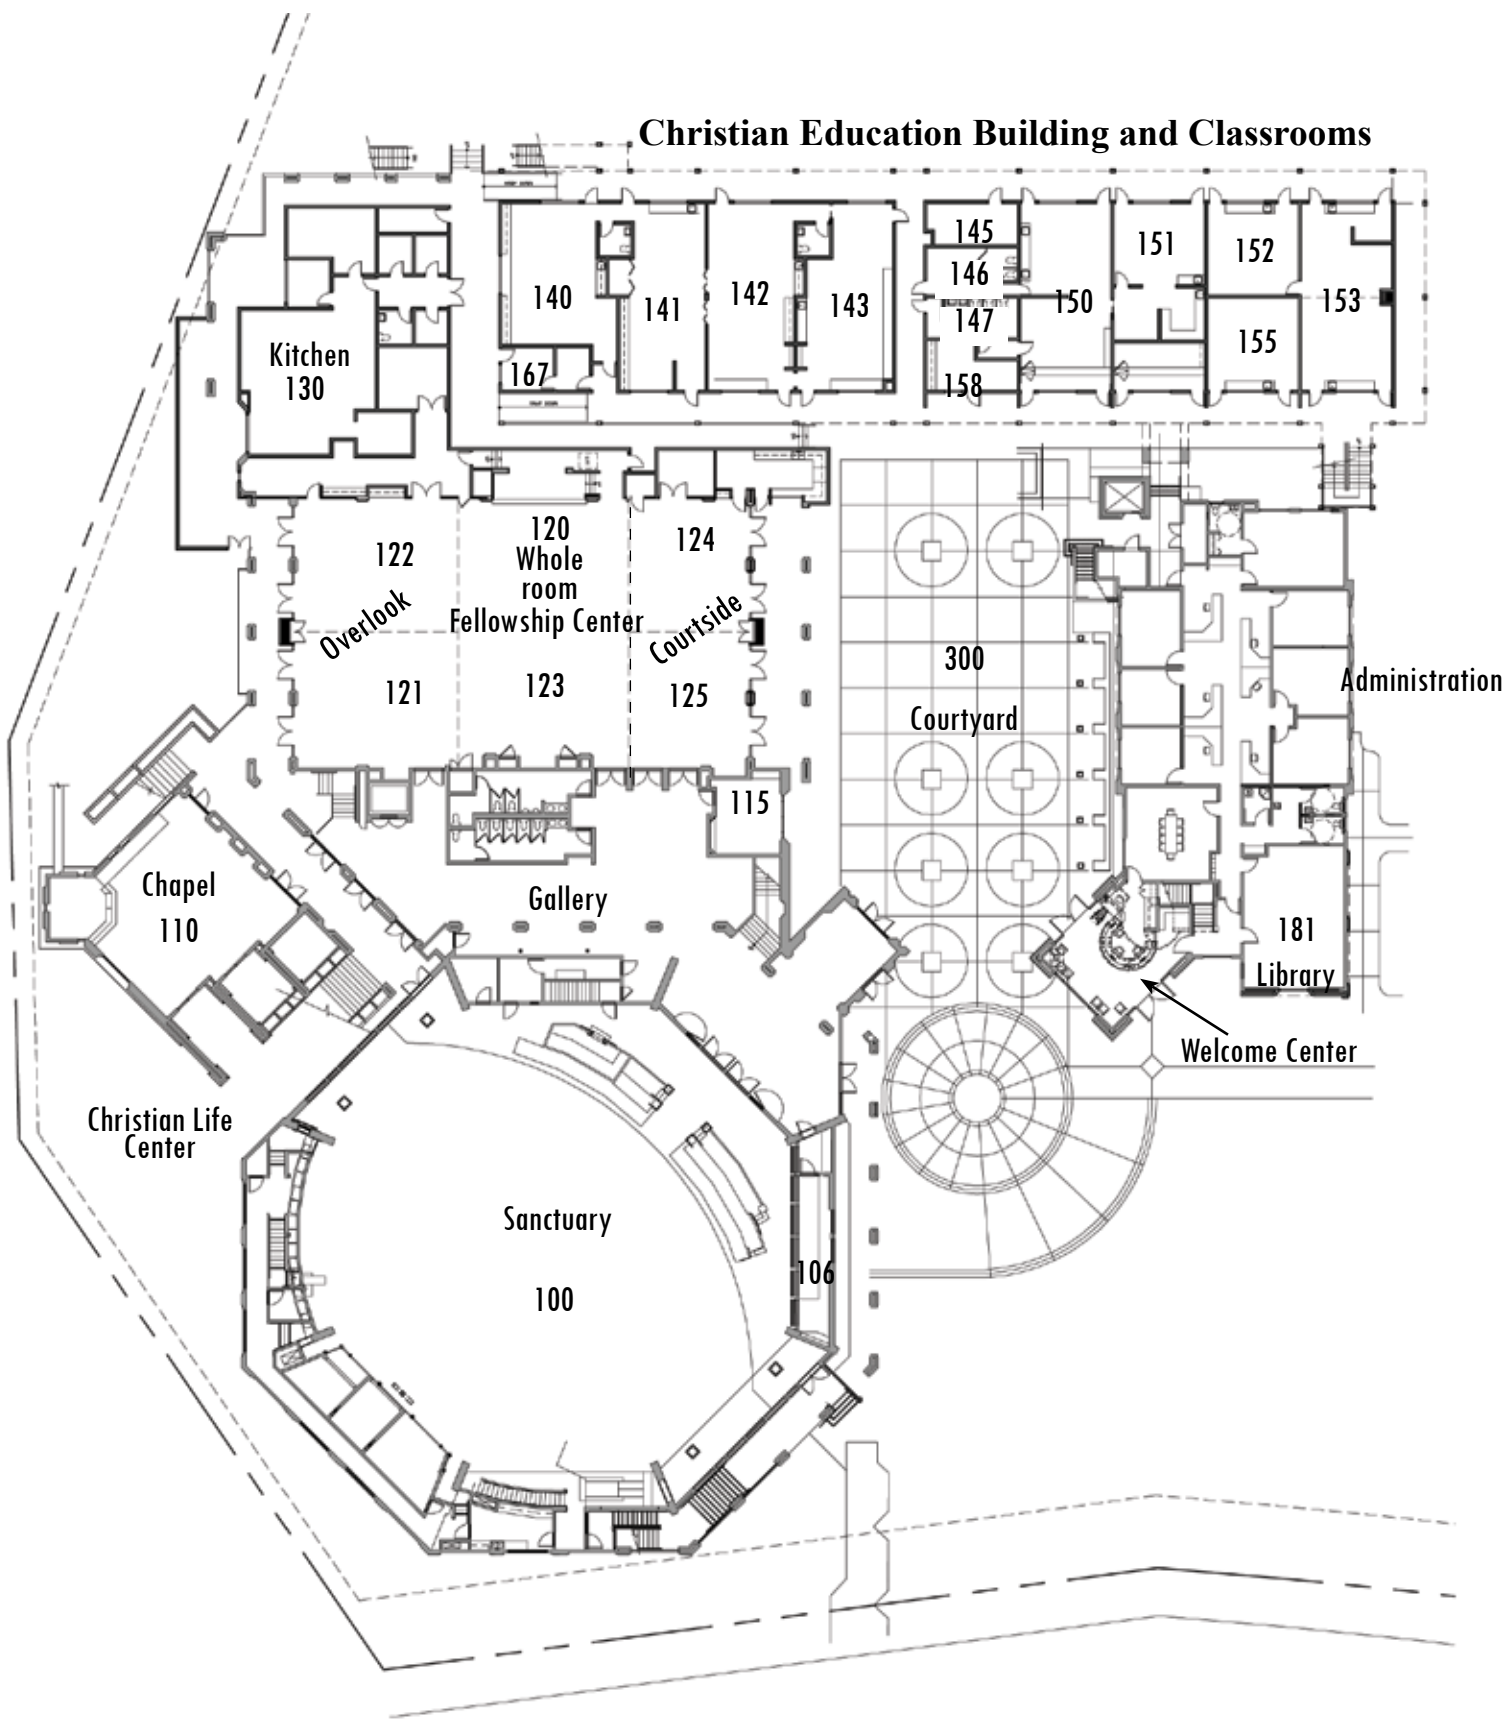 Christian Education Building and Classrooms
145
151
152
146
140
142
141
143
150
153
147
155
Kitchen
130
167
158
120
Whole
room
Fellowship Center
122
124
Overlook
Courtside
121
123
125
300
Courtyard
Administration
115
Chapel
110
Gallery
181
Library
Welcome Center
Christian Life
Center
Sanctuary
100
106